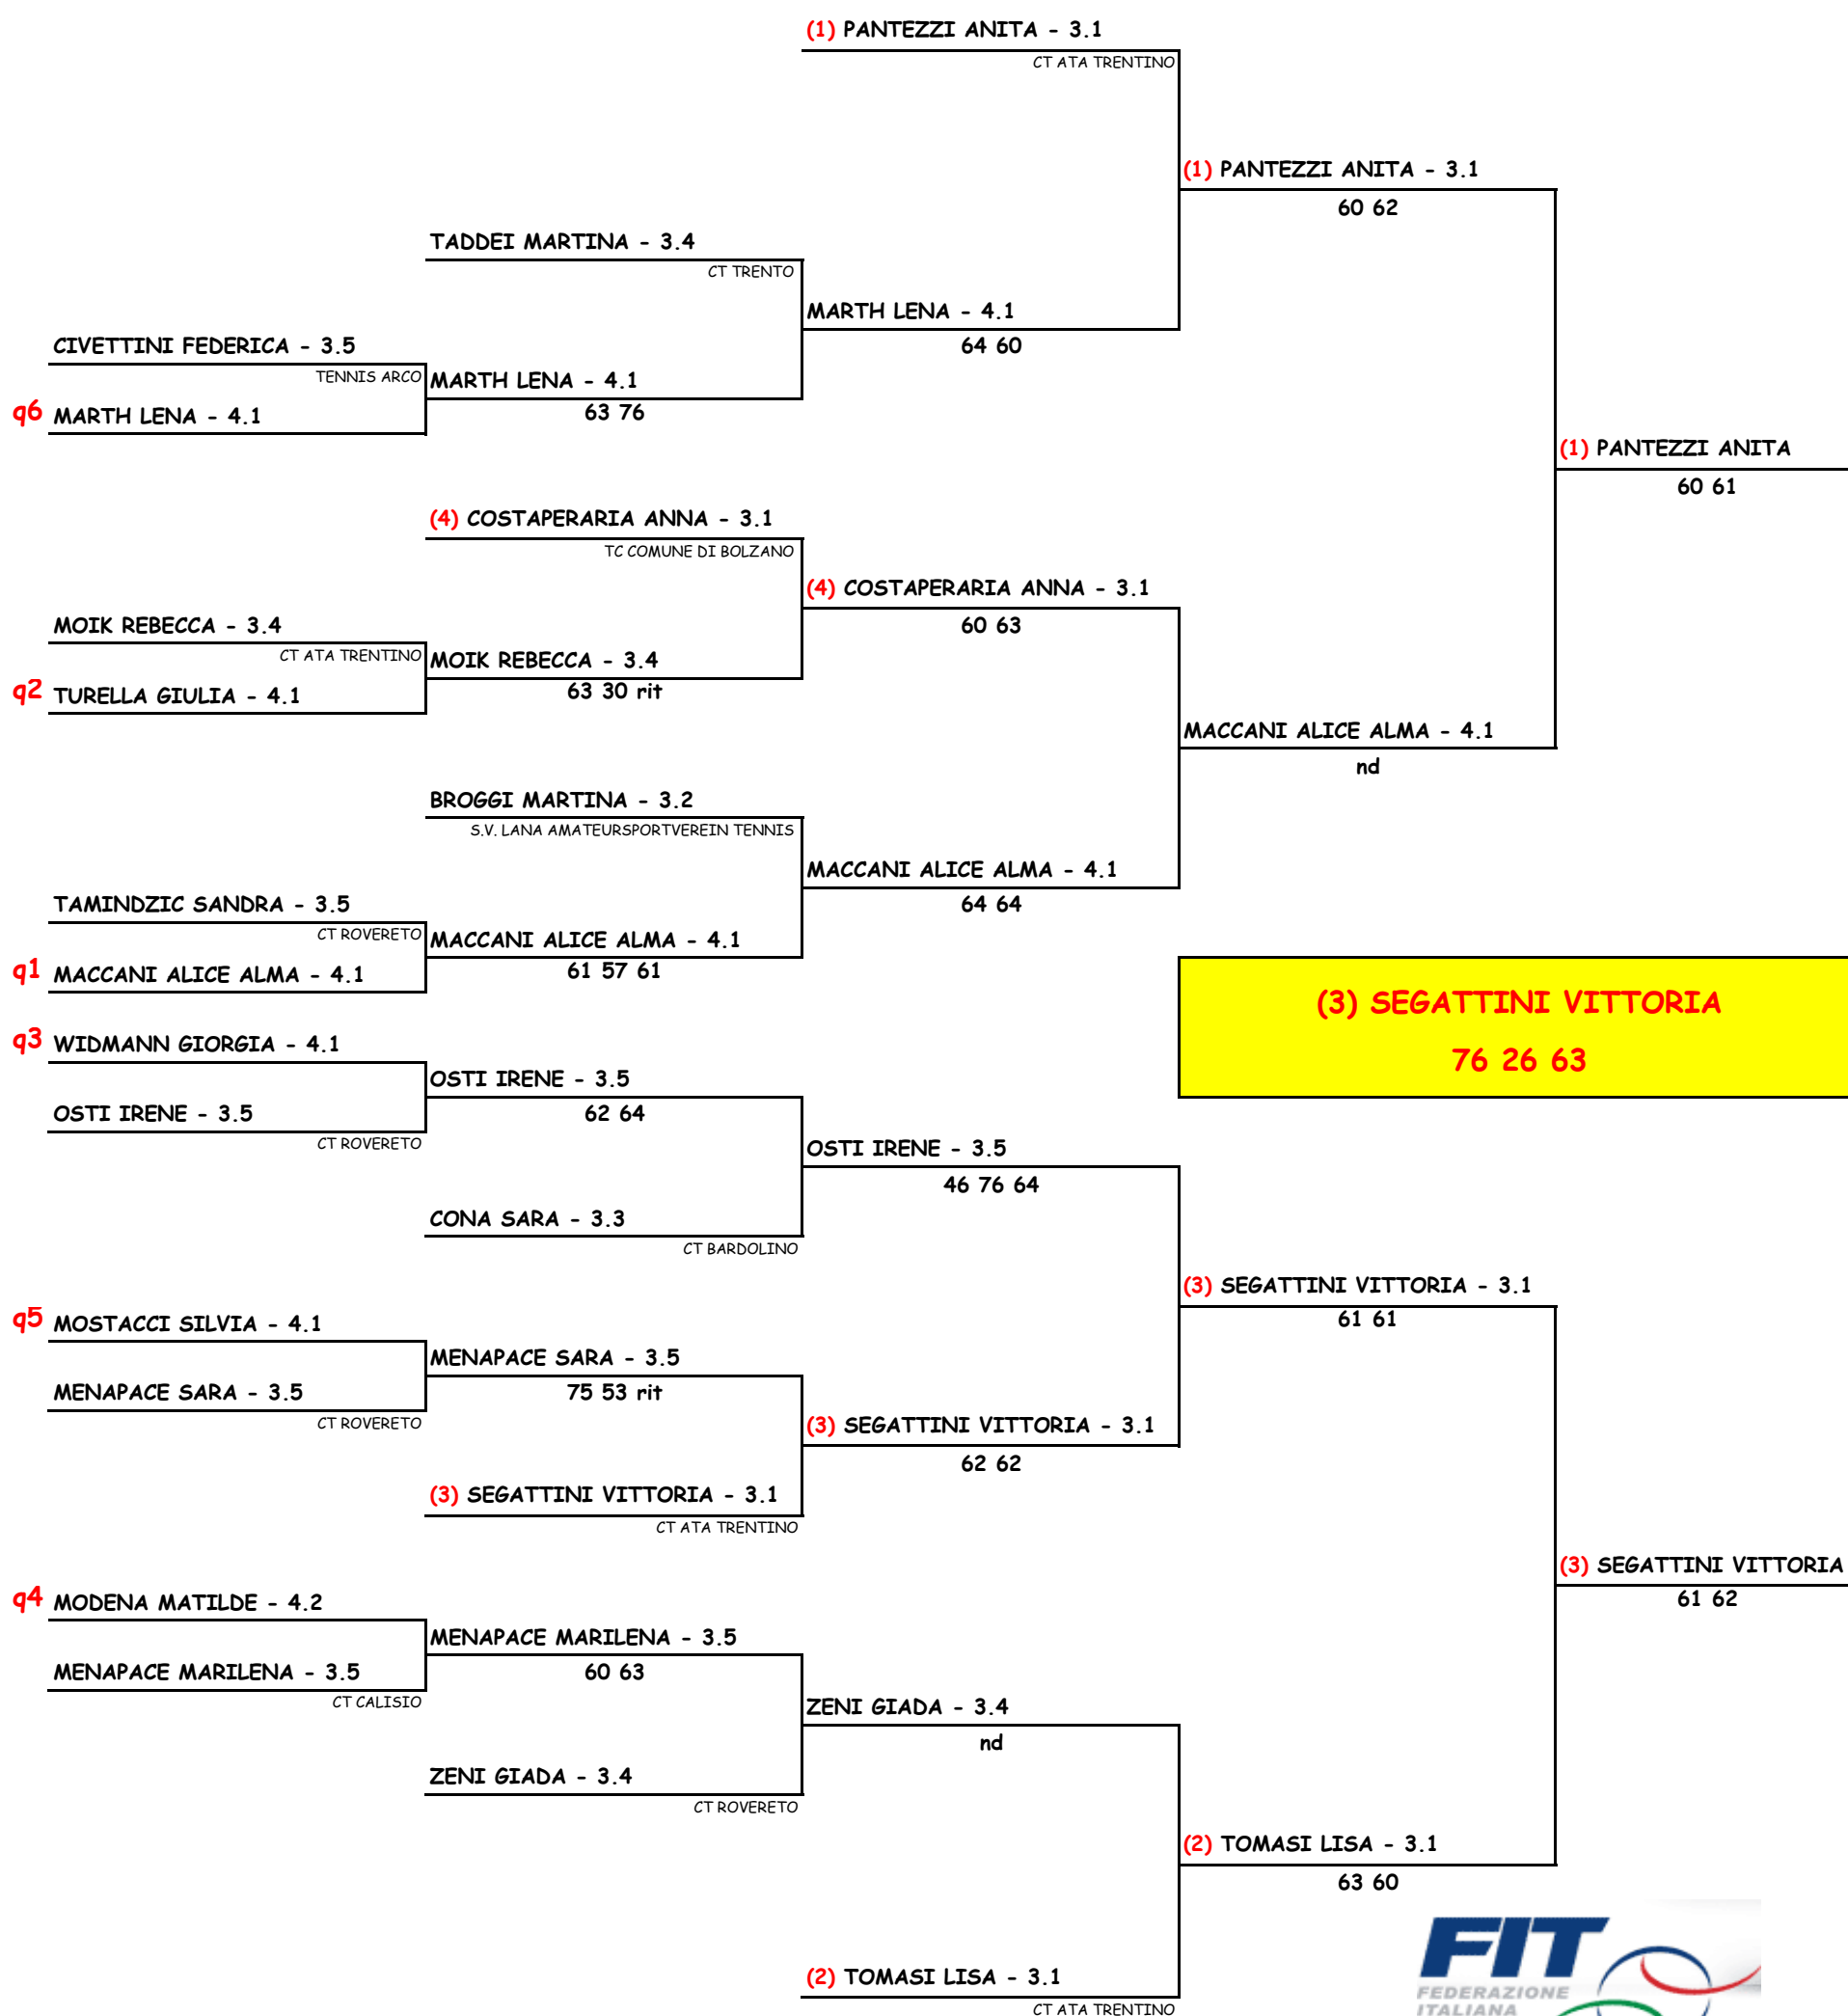 (1) PANTEZZI ANITA - 3.1
CT ATA TRENTINO
(1) PANTEZZI ANITA - 3.1
60 62
TADDEI MARTINA - 3.4
CT TRENTO
MARTH LENA - 4.1
64 60
CIVETTINI FEDERICA - 3.5
TENNIS ARCO
MARTH LENA - 4.1
63 76
q6 MARTH LENA - 4.1
(1) PANTEZZI ANITA
60 61
(4) COSTAPERARIA ANNA - 3.1
TC COMUNE DI BOLZANO
(4) COSTAPERARIA ANNA - 3.1
60 63
MOIK REBECCA - 3.4
CT ATA TRENTINO
MOIK REBECCA - 3.4
63 30 rit
q2 TURELLA GIULIA - 4.1
MACCANI ALICE ALMA - 4.1
nd
BROGGI MARTINA - 3.2
S.V. LANA AMATEURSPORTVEREIN TENNIS
MACCANI ALICE ALMA - 4.1
64 64
TAMINDZIC SANDRA - 3.5
CT ROVERETO
MACCANI ALICE ALMA - 4.1
61 57 61
q1 MACCANI ALICE ALMA - 4.1
(3) SEGATTINI VITTORIA
76 26 63
q3 WIDMANN GIORGIA - 4.1
OSTI IRENE - 3.5
62 64
OSTI IRENE - 3.5
CT ROVERETO
OSTI IRENE - 3.5
46 76 64
CONA SARA - 3.3
CT BARDOLINO
(3) SEGATTINI VITTORIA - 3.1
61 61
q5 MOSTACCI SILVIA - 4.1
MENAPACE SARA - 3.5
75 53 rit
MENAPACE SARA - 3.5
CT ROVERETO
(3) SEGATTINI VITTORIA - 3.1
62 62
(3) SEGATTINI VITTORIA - 3.1
CT ATA TRENTINO
(3) SEGATTINI VITTORIA
61 62
q4 MODENA MATILDE - 4.2
MENAPACE MARILENA - 3.5
60 63
MENAPACE MARILENA - 3.5
CT CALISIO
ZENI GIADA - 3.4
nd
ZENI GIADA - 3.4
CT ROVERETO
(2) TOMASI LISA - 3.1
63 60
(2) TOMASI LISA - 3.1
CT ATA TRENTINO
FIT
FEDERAZIONE
ITALIANA